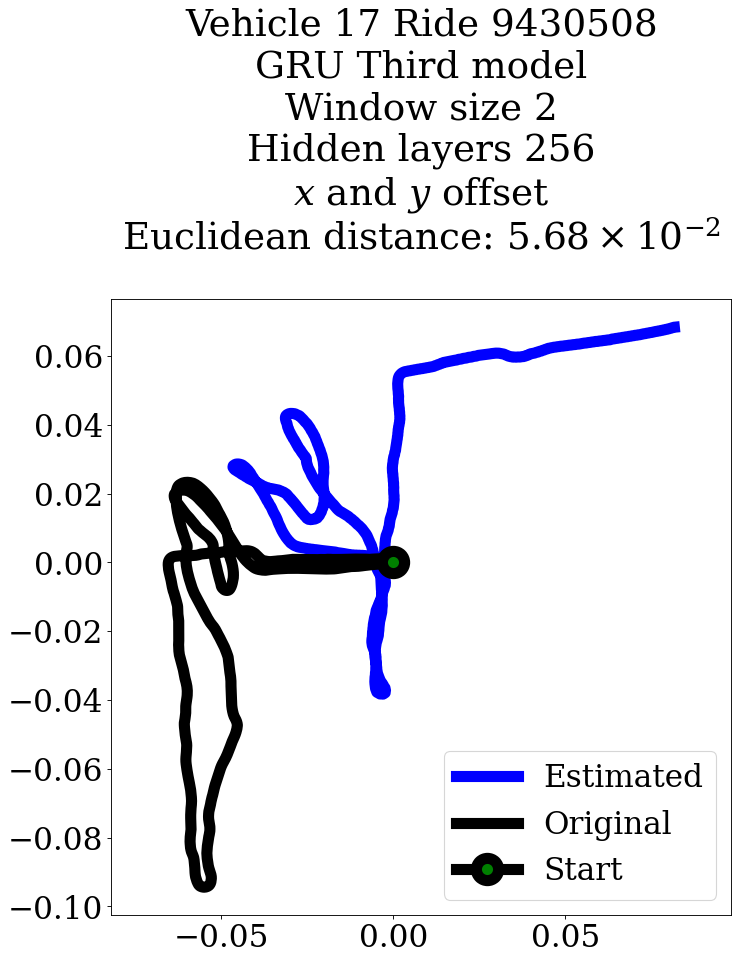 Vehicle 17 Ride 9430508
GRU Third model
Window size 2
Hidden layers 256
x and y offset
Euclidean distance: 5.68 × 10⁻²
0.06
0.04
0.02
0.00
−0.02
−0.04
−0.06
−0.08
−0.10
Estimated
Original
Start
−0.05 0.00 0.05